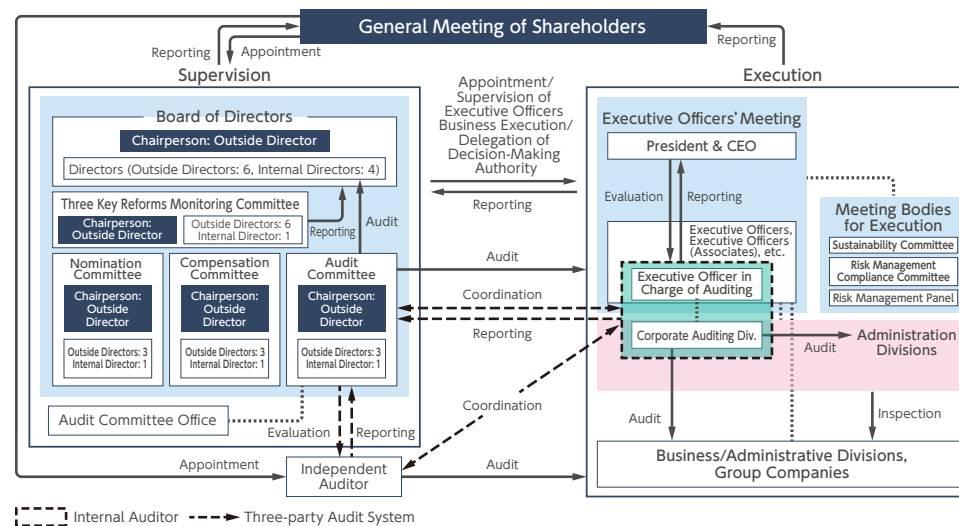 General Meeting of Shareholders
Reporting
Appointment
Reporting
Supervision
Execution
Board of Directors
Chairperson: Outside Director
Directors (Outside Directors: 6, Internal Directors: 4)
Three Key Reforms Monitoring Committee
Chairperson:
Outside Director
Outside Directors: 6
Internal Director: 1
Reporting
Audit
Nomination
Committee
Chairperson:
Outside
Director
Outside Directors: 3
Internal Director: 1
Compensation
Committee
Chairperson:
Outside
Director
Outside Directors: 3
Internal Director: 1
Audit
Committee
Chairperson:
Outside
Director
Outside Directors: 3
Internal Director: 1
Audit Committee Office
Evaluation
Reporting
Appointment/
Supervision of
Executive Officers
Business Execution/
Delegation of
Decision-Making
Authority
Reporting
Audit
Coordination
Reporting
Coordination
Executive Officers' Meeting
President & CEO
Evaluation
Reporting
Executive Officers,
Executive Officers
(Associates), etc.
Executive Officer in
Charge of Auditing
Corporate Auditing Div.
Meeting Bodies
for Execution
Sustainability Committee
Risk Management
Compliance Committee
Risk Management Panel
Audit
Administration
Divisions
Audit
Inspection
Business/Administrative Divisions,
Group Companies
Appointment
Independent
Auditor
Audit
Internal Auditor
Three-party Audit System